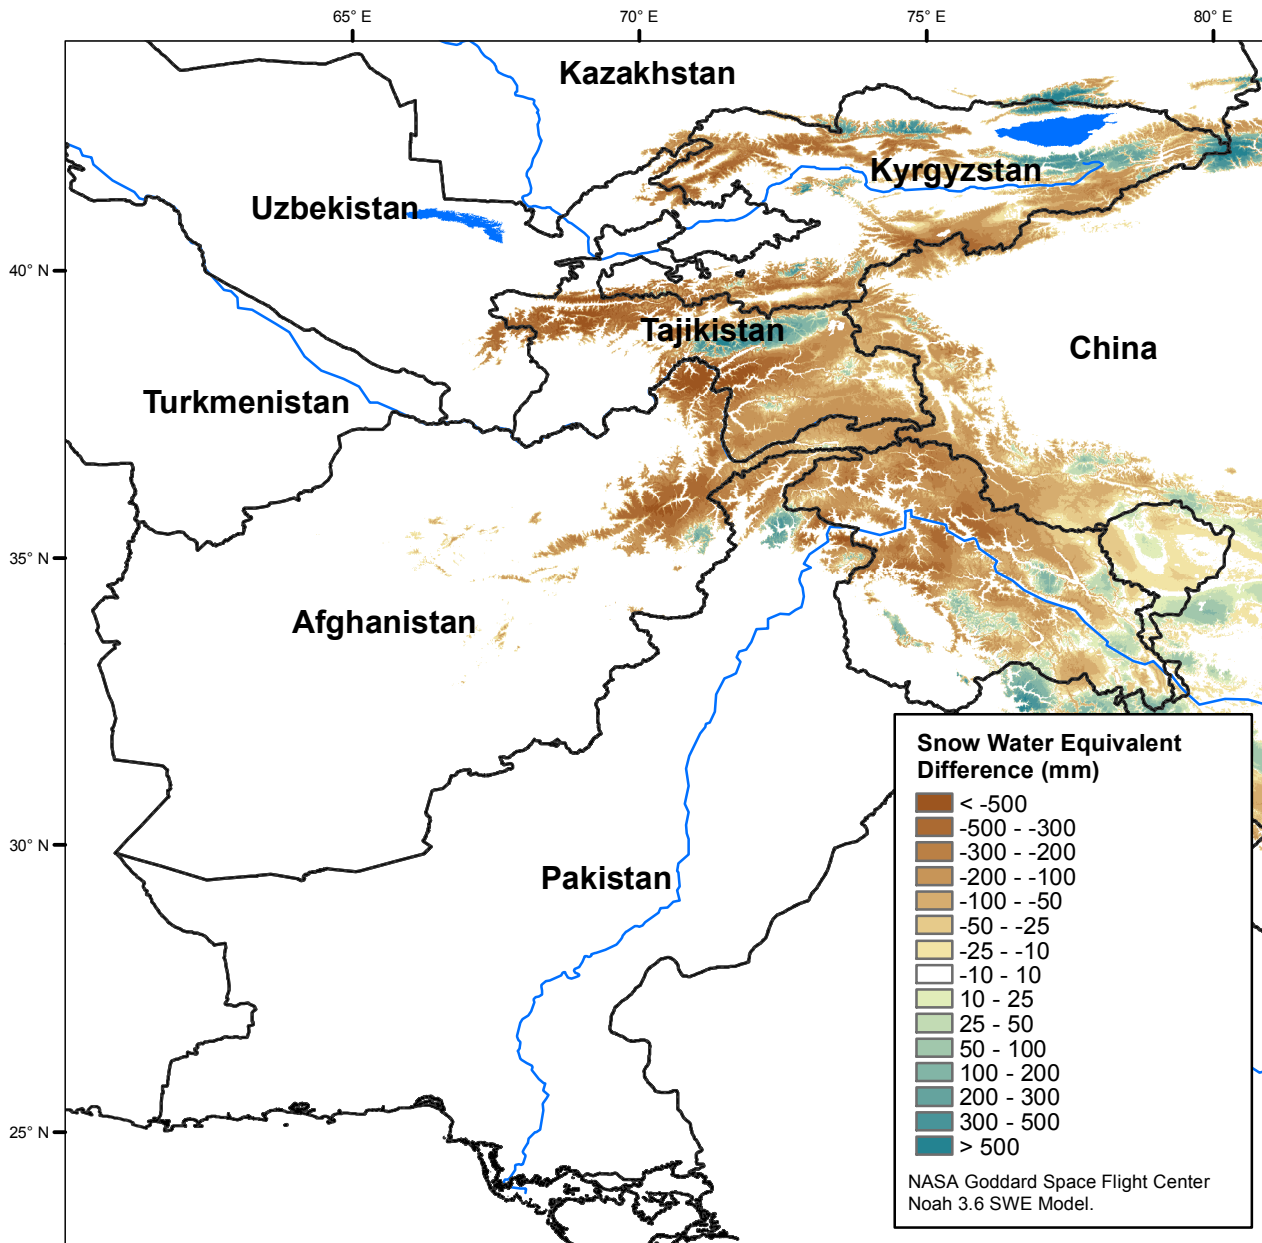 65° E
70° E
75° E
80° E
Kazakhstan
Kyrgyzstan
Uzbekistan
40° N
Tajikistan
China
Turkmenistan
35° N
Afghanistan
Snow Water Equivalent
Difference (mm)
< -500
-500 - -300
-300 - -200
-200 - -100
-100 - -50
-50 - -25
-25 - -10
-10 - 10
10 - 25
25 - 50
50 - 100
100 - 200
200 - 300
300 - 500
> 500
30° N
Pakistan
25° N
NASA Goddard Space Flight Center
Noah 3.6 SWE Model.